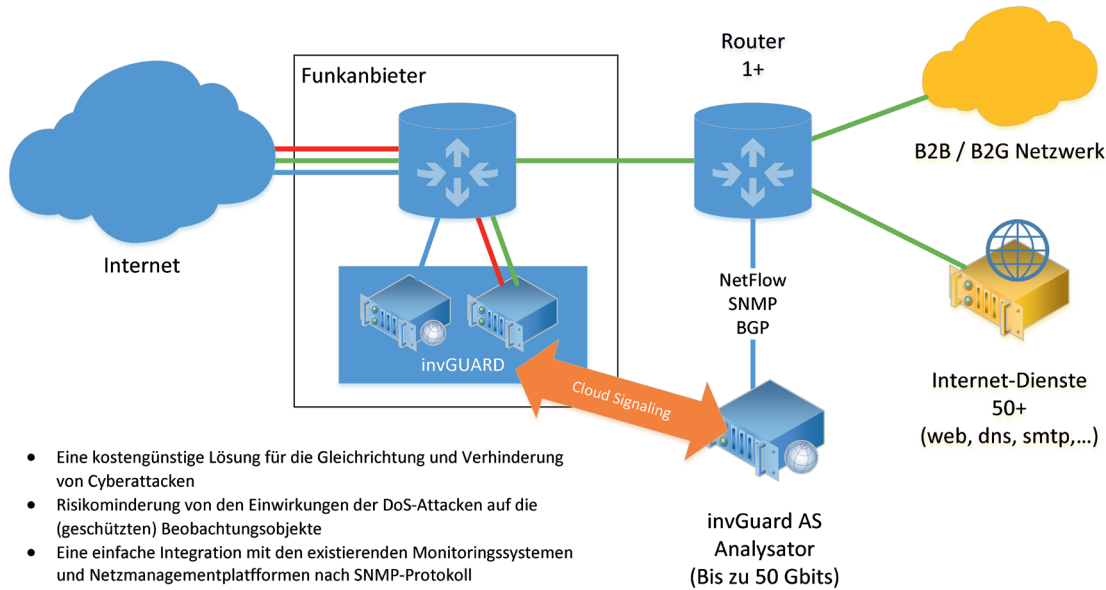 Funkanbieter
Router
1+
B2B / B2G Netzwerk
Internet
NetFlow
SNMP
BGP
invGUARD
Cloud Signaling
Internet-Dienste
50+
(web, dns, smtp,…)
invGuard AS
Analysator
(Bis zu 50 Gbits)
• Eine kostengünstige Lösung für die Gleichrichtung und Verhinderung
von Cyberattacken
• Risikominderung von den Einwirkungen der DoS-Attacken auf die
(geschützten) Beobachtungsobjekte
• Eine einfache Integration mit den existierenden Monitoringssystemen
und Netzmanagementplatfformen nach SNMP-Protokoll